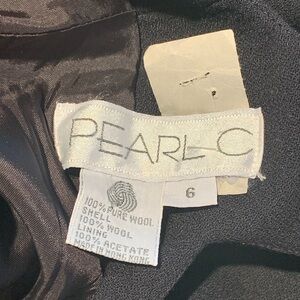 PEARL-C
6
100% PURE WOOL
SHELL
100% WOOL
LINING
100% ACETATE
MADE IN HONG KONG